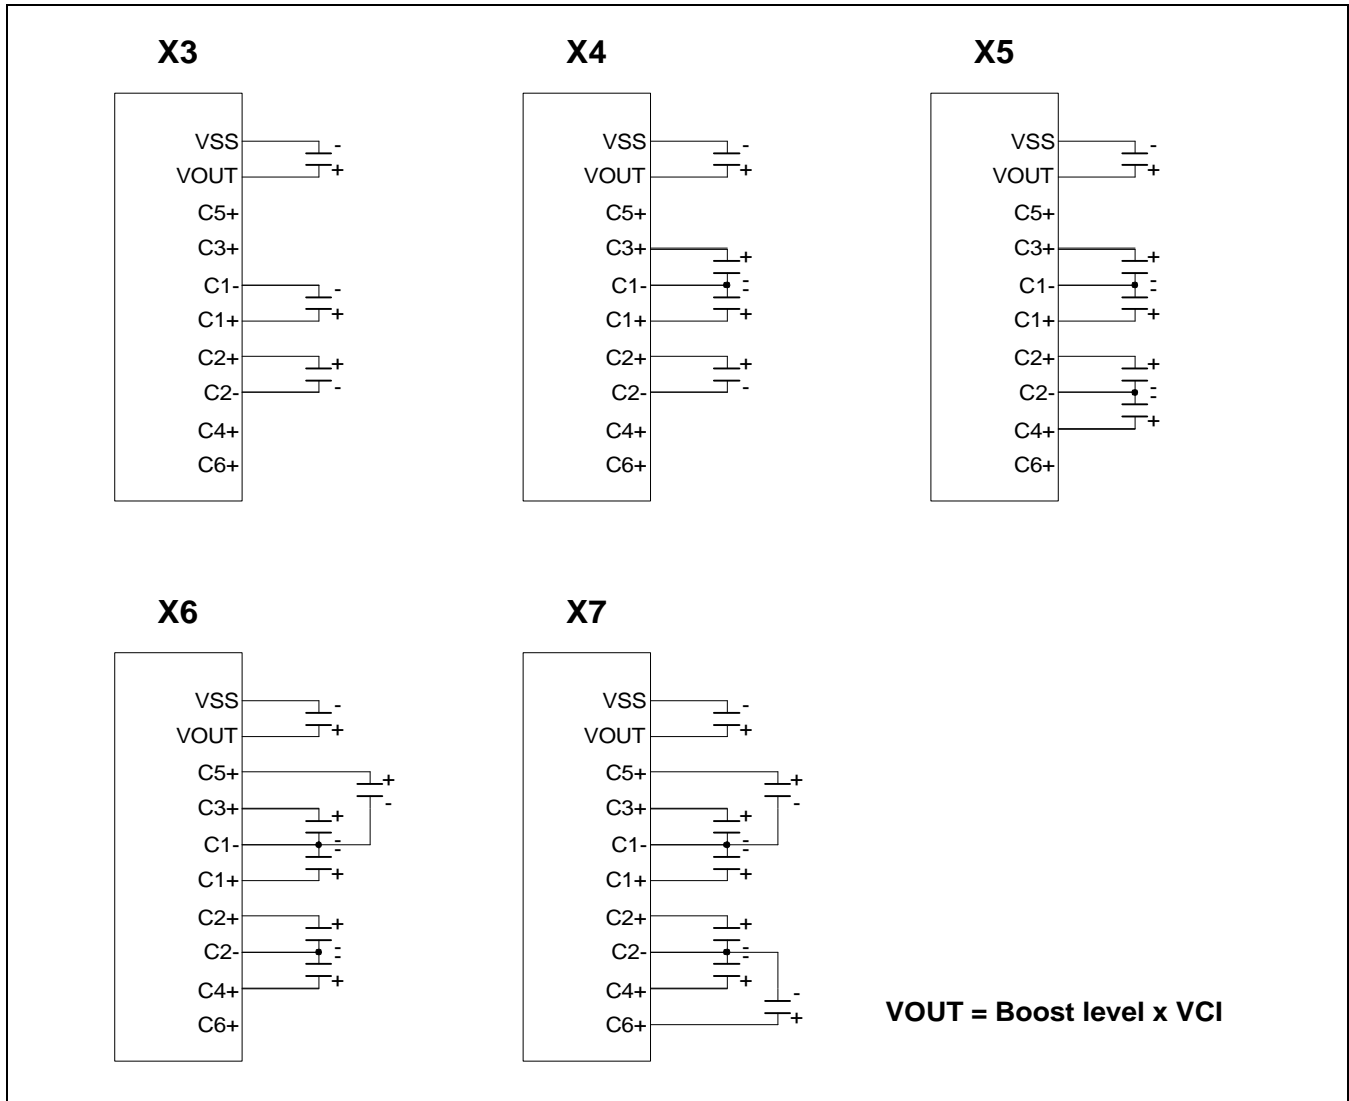 X3
VSS
-
VOUT
+
C5+
C3+
C1-
-
C1+
+
C2+
+
C2-
-
C4+
C6+
X4
VSS
-
VOUT
+
C5+
C3+
+
C1-
-
-
C1+
+
C2+
+
C2-
-
C4+
C6+
X5
VSS
-
VOUT
+
C5+
C3+
+
C1-
-
-
C1+
+
C2+
+
C2-
-
-
C4+
+
C6+
X6
VSS
-
VOUT
+
C5+
+
-
C3+
+
C1-
-
-
C1+
+
C2+
+
C2-
-
-
C4+
+
C6+
X7
VSS
-
VOUT
+
C5+
+
-
C3+
+
C1-
-
-
C1+
+
C2+
+
C2-
-
-
C4+
+
-
C6+
+
VOUT = Boost level x VCI